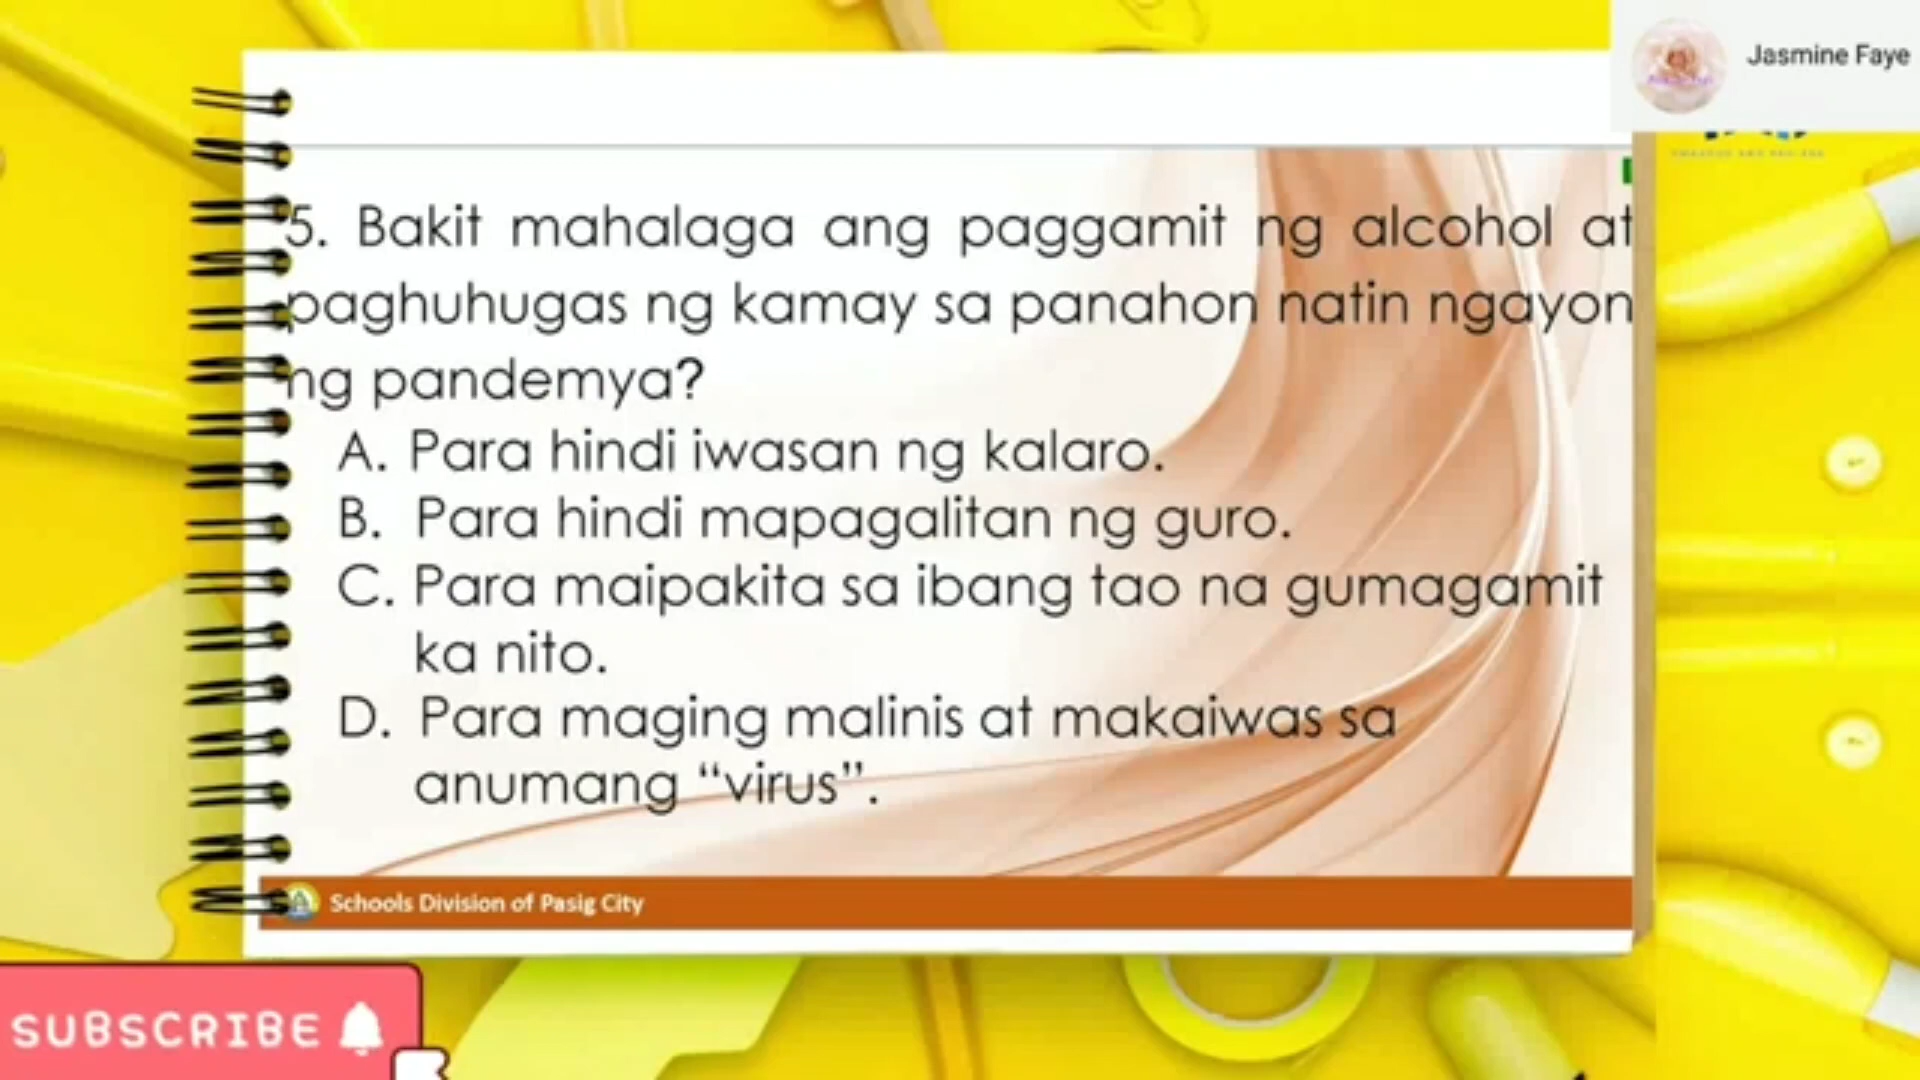 Jasmine Faye
5. Bakit mahalaga ang paggamit ng alcohol at
paghuhugas ng kamay sa panahon natin ngayon
ng pandemya?
A. Para hindi iwasan ng kalaro.
B. Para hindi mapagalitan ng guro.
C. Para maipakita sa ibang tao na gumagamit
ka nito.
D. Para maging malinis at makaiwas sa
anumang “virus”.
Schools Division of Pasig City
SUBSCRIBE